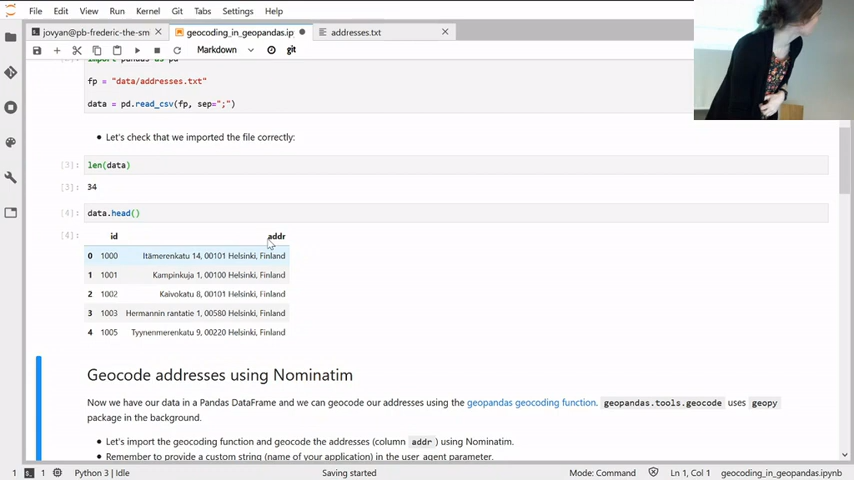 File Edit View Run Kernel Git Tabs Settings Help
jovyan@pb-frederic-the-sm geocoding_in_geopandas.ip addresses.txt
Markdown git
import pandas as pd
fp = "data/addresses.txt"
data = pd.read_csv(fp, sep=";")
• Let's check that we imported the file correctly:
[3]: len(data)
[3]: 34
[4]: data.head()
[4]: id addr
0 1000 Itämerenkatu 14, 00101 Helsinki, Finland
1 1001 Kampinkuja 1, 00100 Helsinki, Finland
2 1002 Kaivokatu 8, 00101 Helsinki, Finland
3 1003 Hermannin rantatie 1, 00580 Helsinki, Finland
4 1005 Tyynenmerenkatu 9, 00220 Helsinki, Finland
Geocode addresses using Nominatim
Now we have our data in a Pandas DataFrame and we can geocode our addresses using the geopandas geocoding function. geopandas.tools.geocode uses geopy
package in the background.
• Let's import the geocoding function and geocode the addresses (column addr ) using Nominatim.
• Remember to provide a custom string (name of your application) in the user_agent parameter.
1 1 Python 3 | Idle Saving started Mode: Command Ln 1, Col 1 geocoding_in_geopandas.ipynb